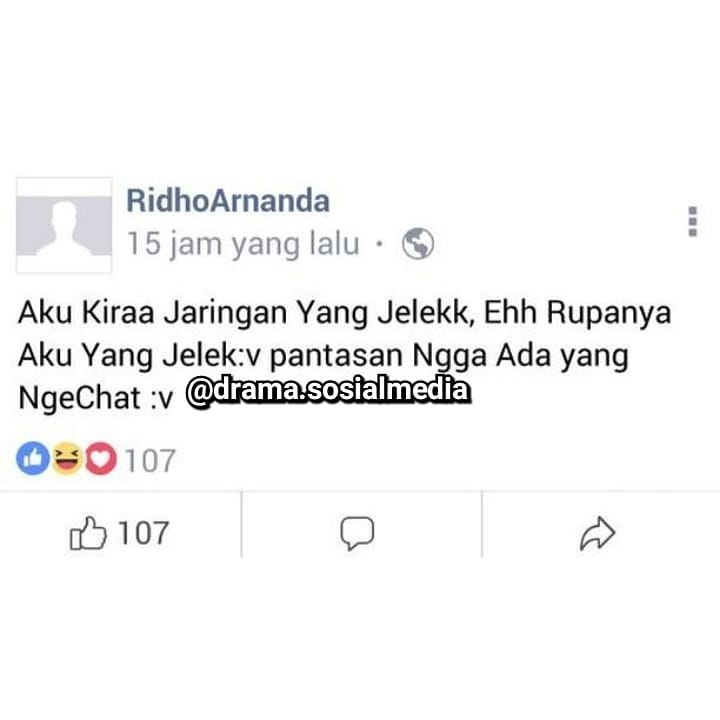 RidhoArnanda
15 jam yang lalu ·
Aku Kiraa Jaringan Yang Jelekk, Ehh Rupanya
Aku Yang Jelek:v pantasan Ngga Ada yang
NgeChat :v @drama.sosialmedia
107
107